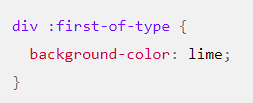 div :first-of-type {
  background-color: lime;
}